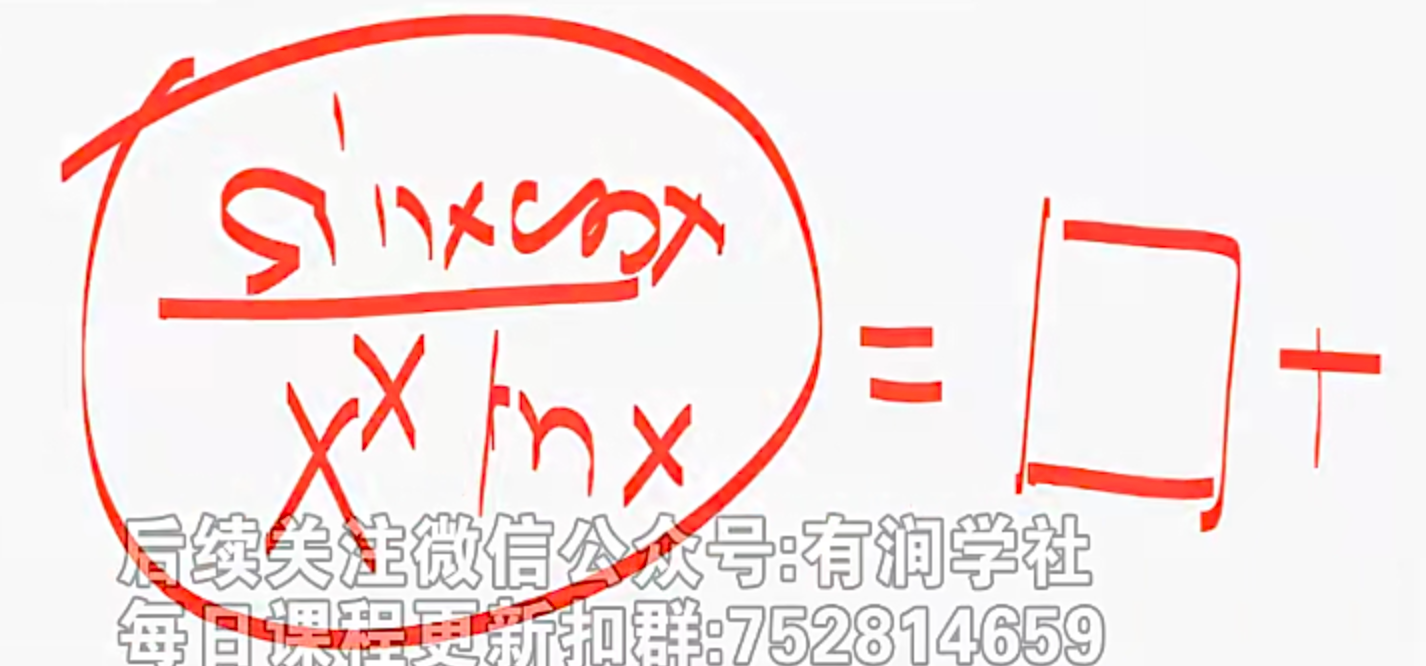 sinxcosx
x^x lnx
= □ +
后续关注微信公众号:有涧学社
每日课程更新扣群:752814659